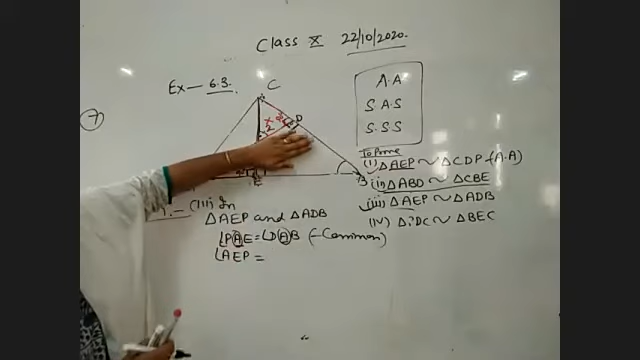 Class X 22/10/2020.
Ex— 6.3.
7
C
D
B
E
A.A
S A S
S.S.S
To Prove
(i) △AEP ~ △CDP (A.A)
(ii) △ABD ~ △CBE
(iii) △AEP ~ △ADB
(iv) △PDC ~ △BEC
(iii) In
△AEP and △ADB
∠PAE = ∠DAB (-Common)
∠AEP =